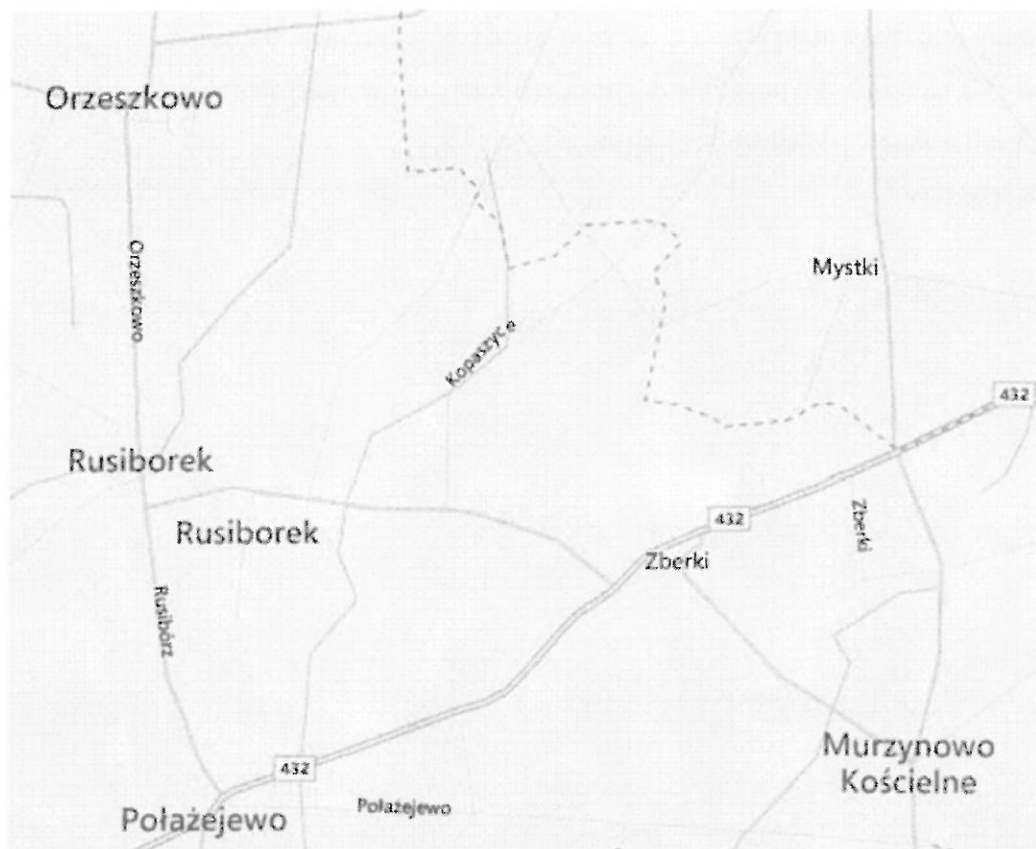 Orzeszkowo
Orzeszkowo
Mystki
Kopaszyce
432
Rusiborek
432
Zberki
Rusiborek
Zberki
Rusibórz
Murzynowo
Kościelne
432
Połażejewo
Połażejewo